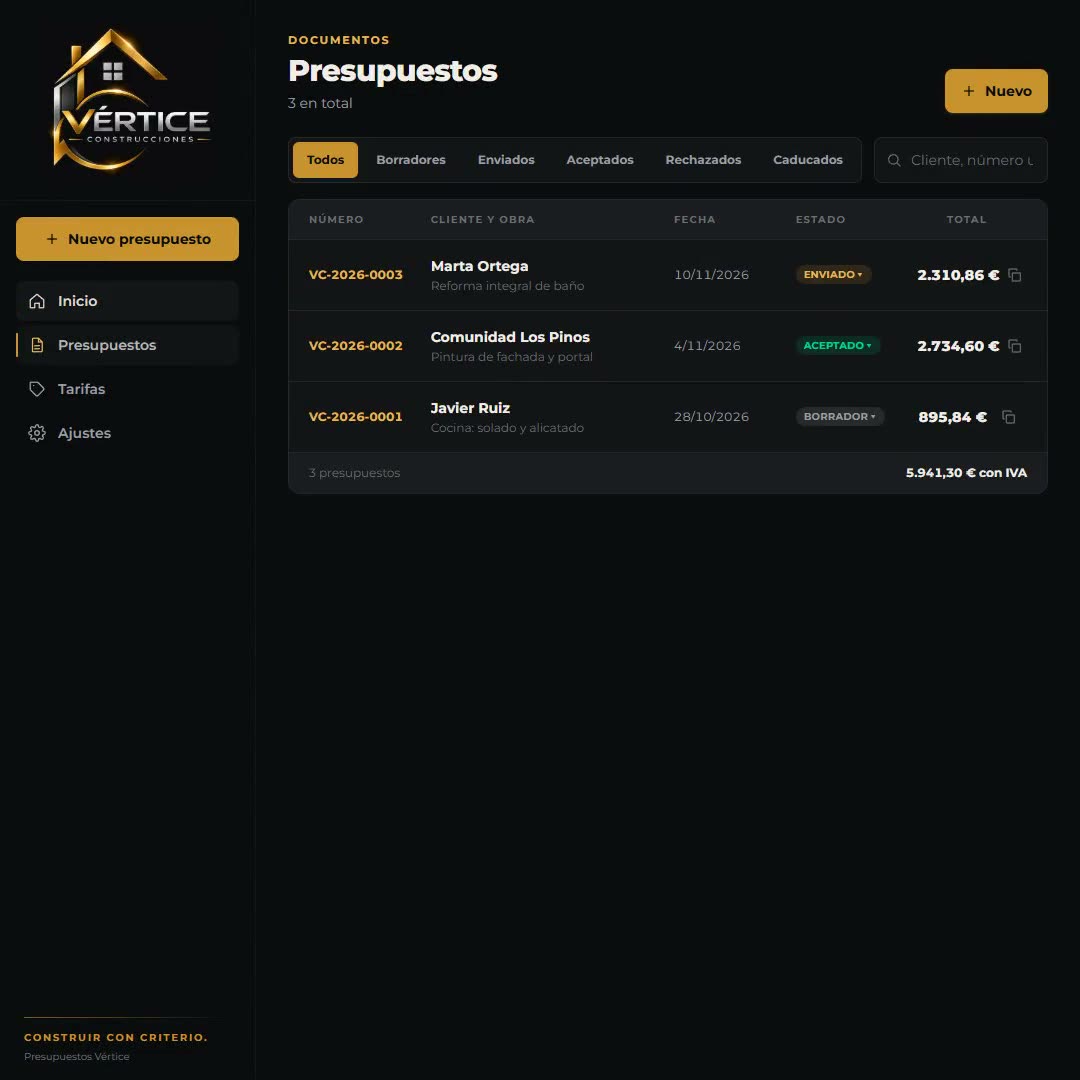 VÉRTICE
CONSTRUCCIONES
+ Nuevo presupuesto
Inicio
Presupuestos
Tarifas
Ajustes
CONSTRUIR CON CRITERIO.
Presupuestos Vértice
DOCUMENTOS
Presupuestos
3 en total
+ Nuevo
Todos Borradores Enviados Aceptados Rechazados Caducados
Cliente, número
NÚMERO CLIENTE Y OBRA FECHA ESTADO TOTAL
VC-2026-0003 Marta Ortega 10/11/2026 ENVIADO 2.310,86 €
Reforma integral de baño
VC-2026-0002 Comunidad Los Pinos 4/11/2026 ACEPTADO 2.734,60 €
Pintura de fachada y portal
VC-2026-0001 Javier Ruiz 28/10/2026 BORRADOR 895,84 €
Cocina: solado y alicatado
3 presupuestos 5.941,30 € con IVA